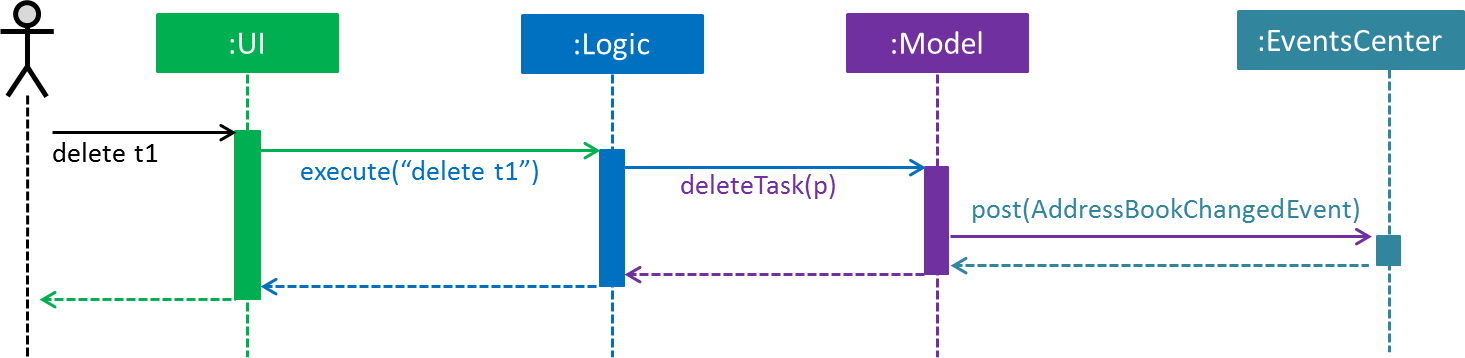 :UI
:Logic
:Model
:EventsCenter
delete t1
execute(“delete t1”)
deleteTask(p)
post(AddressBookChangedEvent)